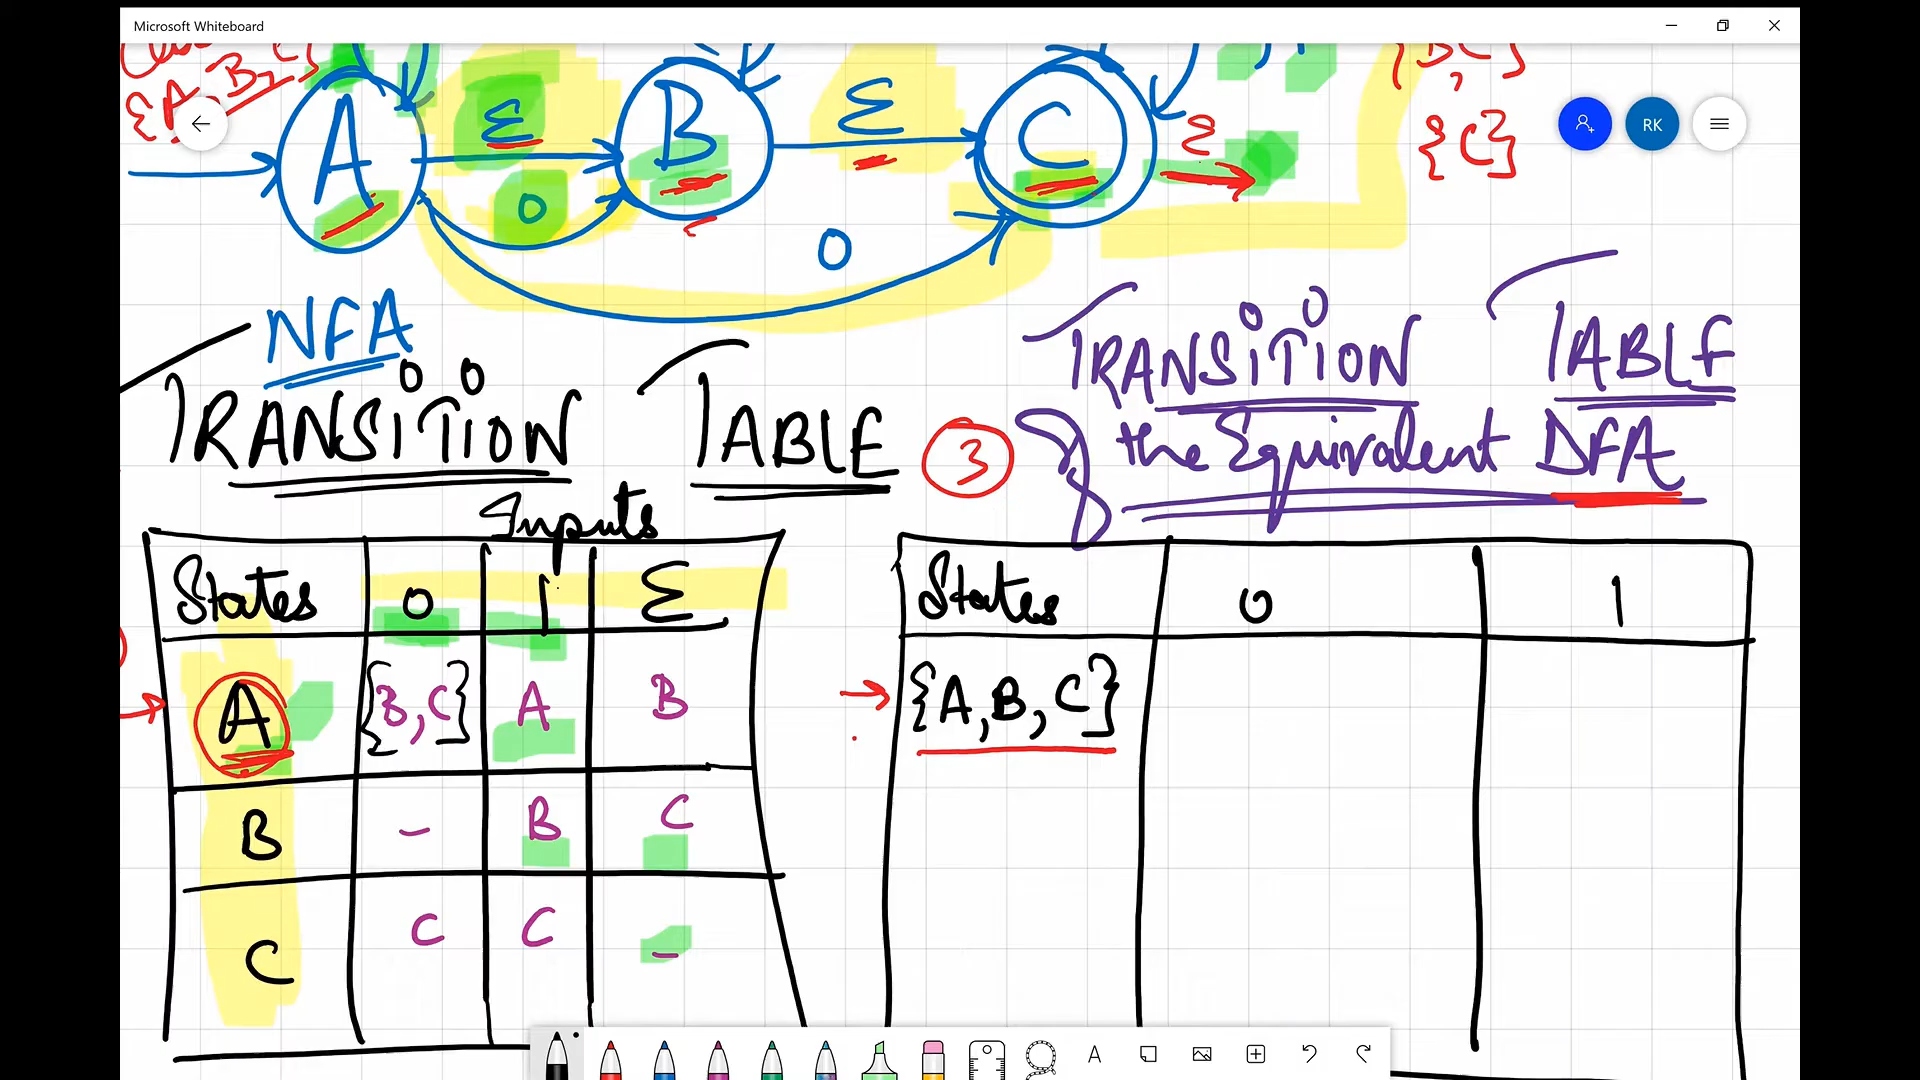 Microsoft Whiteboard
{A, B, C}
{B, C}
{C}
RK
A ε B ε C ε
0
0
NFA
TRANSITION TABLE
TRANSITION TABLE
3 of the Equivalent DFA
Inputs
States 0 1 ε
A {B,C} A B
B – B C
C C C –
States 0 1
{A, B, C}
A